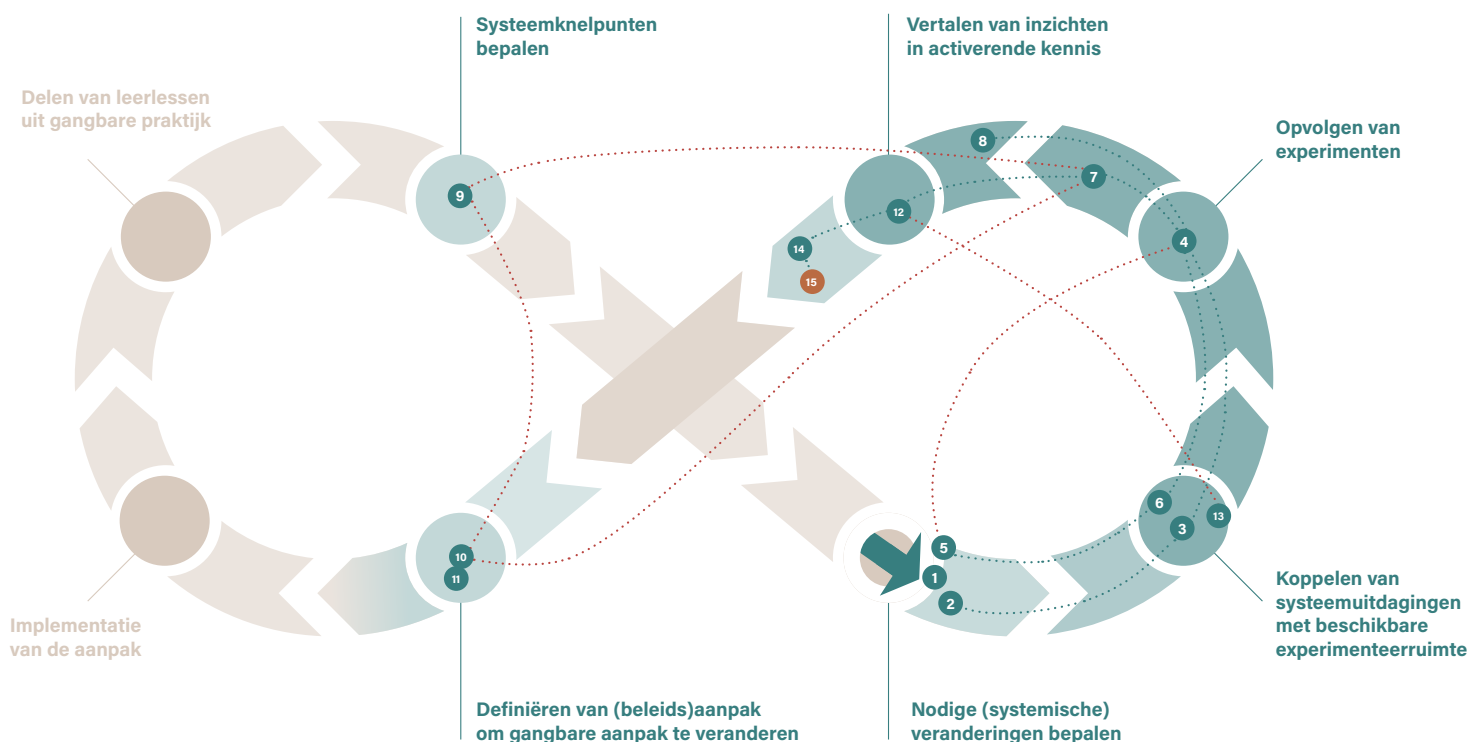 Systeemknelpunten
bepalen
Vertalen van inzichten
in activerende kennis
Delen van leerlessen
uit gangbare praktijk
Opvolgen van
experimenten
8
7
9
12
4
14
15
6
13
3
5
10
1
11
2
Koppelen van
systeemuitdagingen
met beschikbare
experimenteerruimte
Implementatie
van de aanpak
Definiëren van (beleids)aanpak
om gangbare aanpak te veranderen
Nodige (systemische)
veranderingen bepalen